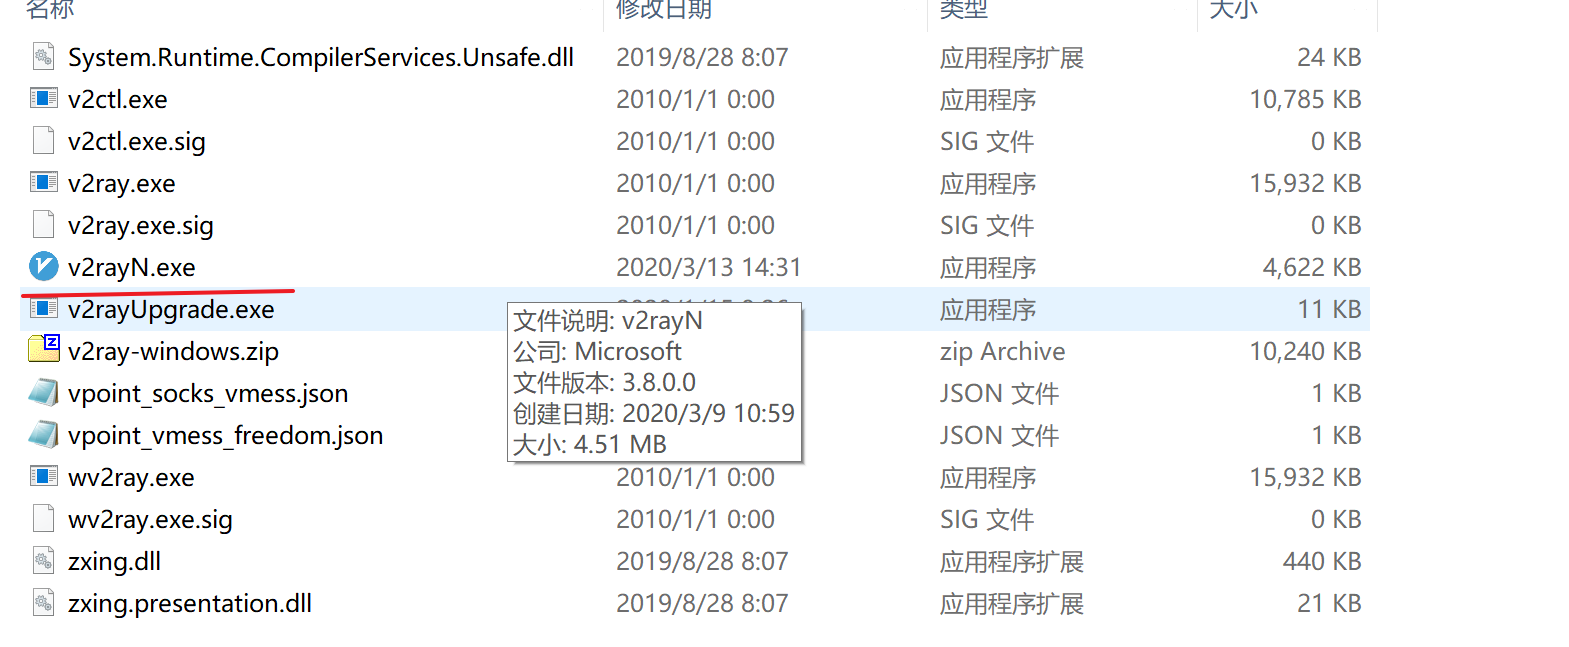 名称 修改日期 类型 大小
System.Runtime.CompilerServices.Unsafe.dll 2019/8/28 8:07 应用程序扩展 24 KB
v2ctl.exe 2010/1/1 0:00 应用程序 10,785 KB
v2ctl.exe.sig 2010/1/1 0:00 SIG 文件 0 KB
v2ray.exe 2010/1/1 0:00 应用程序 15,932 KB
v2ray.exe.sig 2010/1/1 0:00 SIG 文件 0 KB
v2rayN.exe 2020/3/13 14:31 应用程序 4,622 KB
v2rayUpgrade.exe 应用程序 11 KB
文件说明: v2rayN
v2ray-windows.zip 公司: Microsoft zip Archive 10,240 KB
文件版本: 3.8.0.0
vpoint_socks_vmess.json JSON 文件 1 KB
创建日期: 2020/3/9 10:59
vpoint_vmess_freedom.json 大小: 4.51 MB JSON 文件 1 KB
wv2ray.exe 2010/1/1 0:00 应用程序 15,932 KB
wv2ray.exe.sig 2010/1/1 0:00 SIG 文件 0 KB
zxing.dll 2019/8/28 8:07 应用程序扩展 440 KB
zxing.presentation.dll 2019/8/28 8:07 应用程序扩展 21 KB